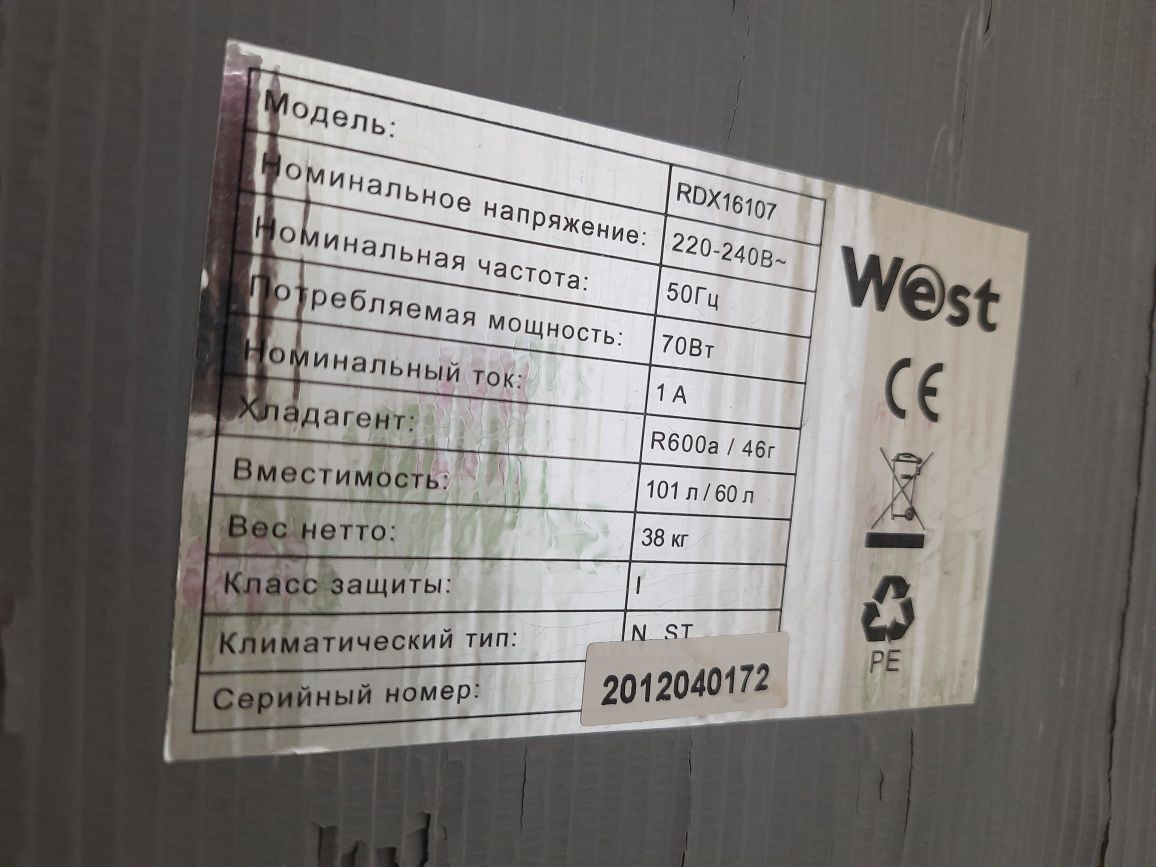 Модель: RDX16107
Номинальное напряжение: 220-240В~
Номинальная частота: 50Гц
Потребляемая мощность: 70Вт
Номинальный ток: 1 А
Хладагент: R600a / 46г
Вместимость: 101 л / 60 л
Вес нетто: 38 кг
Класс защиты: I
Климатический тип: N ST
Серийный номер: 2012040172
West
CE
PE